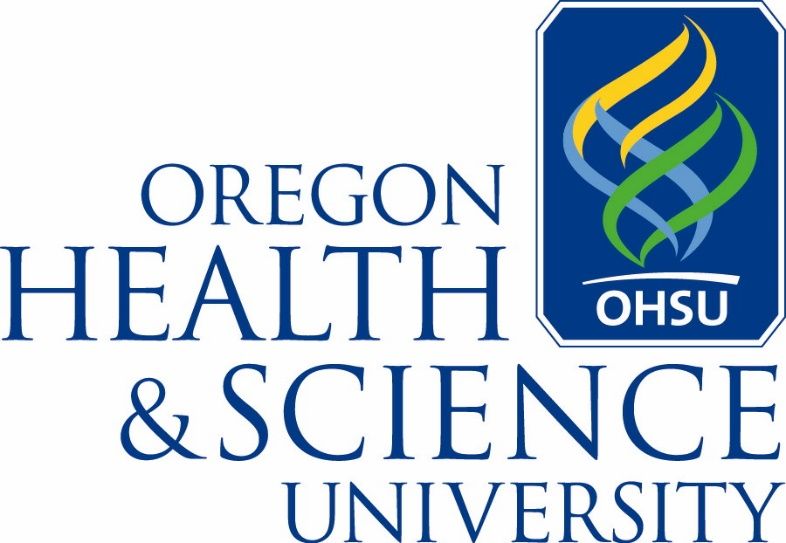 OREGON
HEALTH
& SCIENCE
UNIVERSITY
OHSU